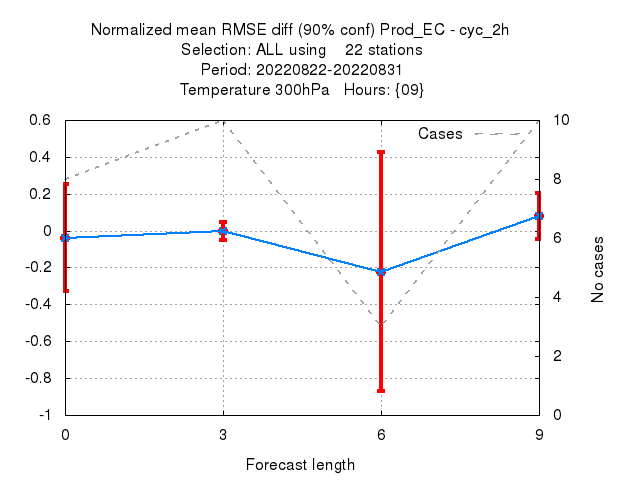 Normalized mean RMSE diff (90% conf) Prod_EC - cyc_2h
Selection: ALL using    22 stations
Period: 20220822-20220831
Temperature 300hPa   Hours: {09}
Cases
0.6
0.4
0.2
0
-0.2
-0.4
-0.6
-0.8
-1
10
8
6
4
2
0
No cases
0 3 6 9
Forecast length